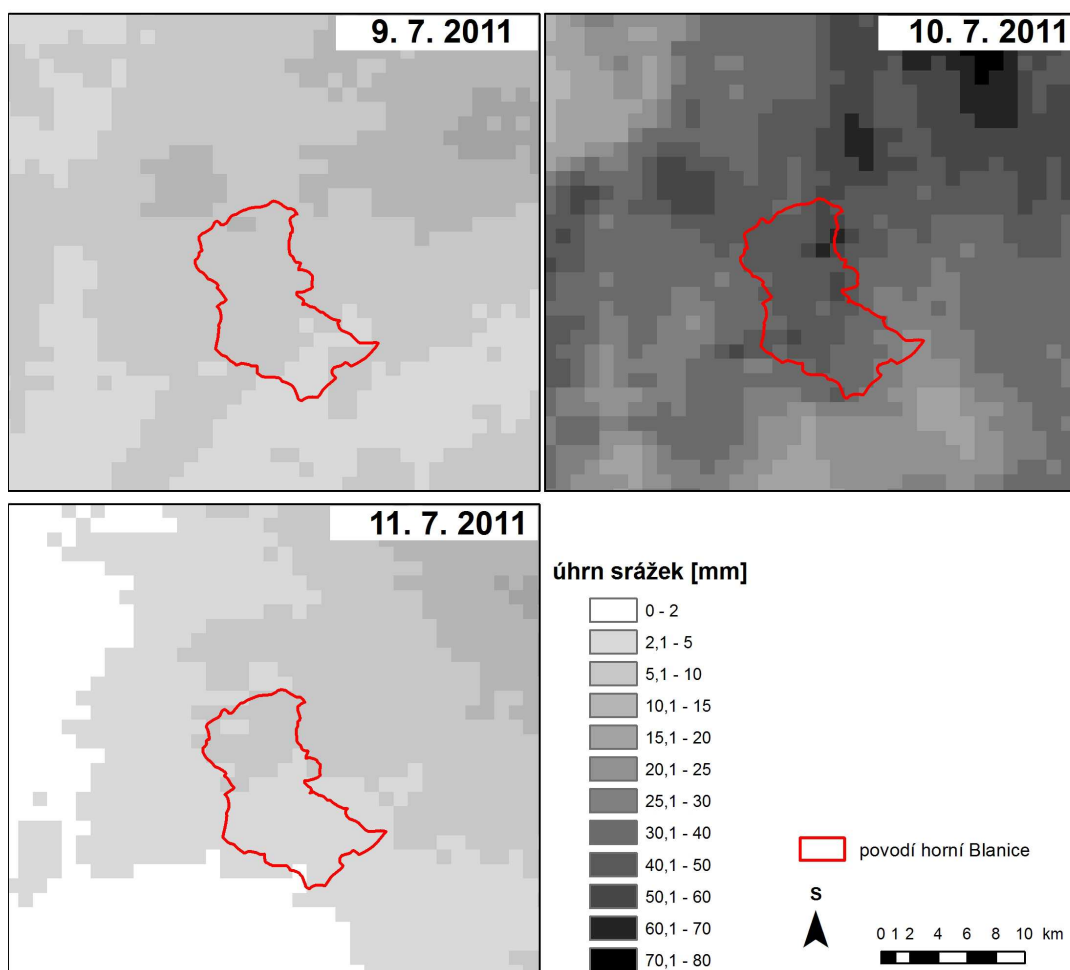 9. 7. 2011
10. 7. 2011
11. 7. 2011
úhrn srážek [mm]
0 - 2
2,1 - 5
5,1 - 10
10,1 - 15
15,1 - 20
20,1 - 25
25,1 - 30
30,1 - 40
40,1 - 50
50,1 - 60
60,1 - 70
70,1 - 80
povodí horní Blanice
S
0 1 2 4 6 8 10 km